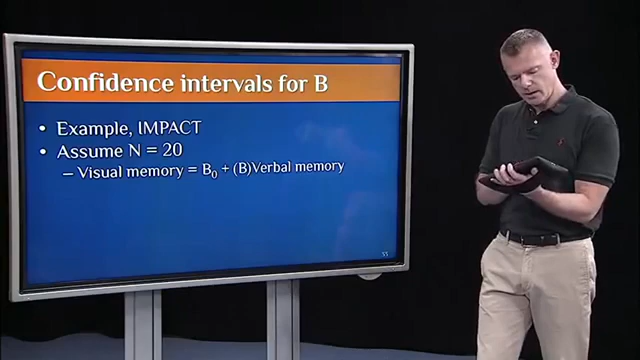 Confidence intervals for B
• Example, IMPACT
• Assume N = 20
– Visual memory = B₀ + (B)Verbal memory
55